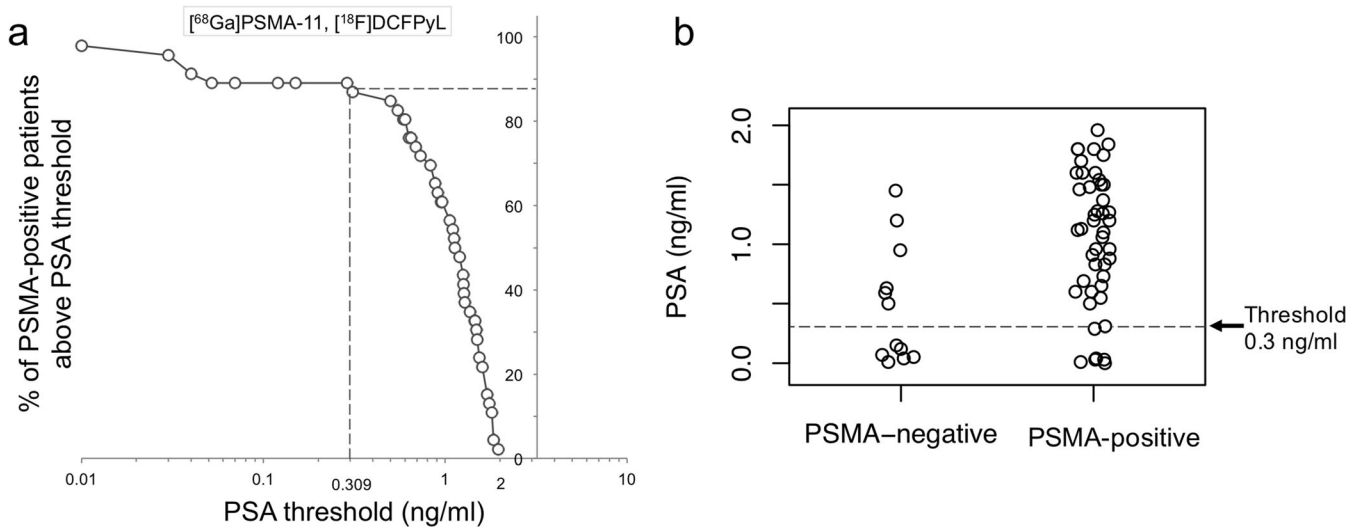 a
[⁶⁸Ga]PSMA-11, [¹⁸F]DCFPyL
% of PSMA-positive patients
above PSA threshold
100
80
60
40
20
0
0.01
0.1
0.309
1
2
10
PSA threshold (ng/ml)
b
PSA (ng/ml)
2.0
1.0
0.0
Threshold
0.3 ng/ml
PSMA–negative
PSMA-positive